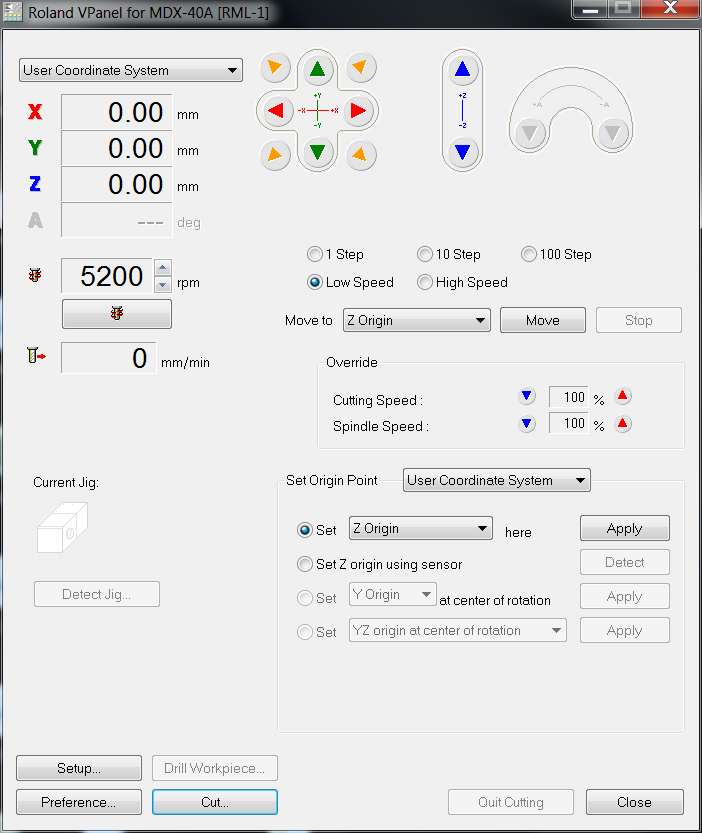 Roland VPanel for MDX-40A [RML-1]
User Coordinate System
X 0.00 mm
Y 0.00 mm
Z 0.00 mm
A --- deg
+Y
-X +X
-Y
+Z
-Z
+A -A
5200 rpm
1 Step 10 Step 100 Step
Low Speed High Speed
Move to Z Origin Move Stop
0 mm/min
Override
Cutting Speed : 100 %
Spindle Speed : 100 %
Current Jig:
Detect Jig...
Set Origin Point User Coordinate System
Set Z Origin here Apply
Set Z origin using sensor Detect
Set Y Origin at center of rotation Apply
Set YZ origin at center of rotation Apply
Setup... Drill Workpiece...
Preference... Cut... Quit Cutting Close